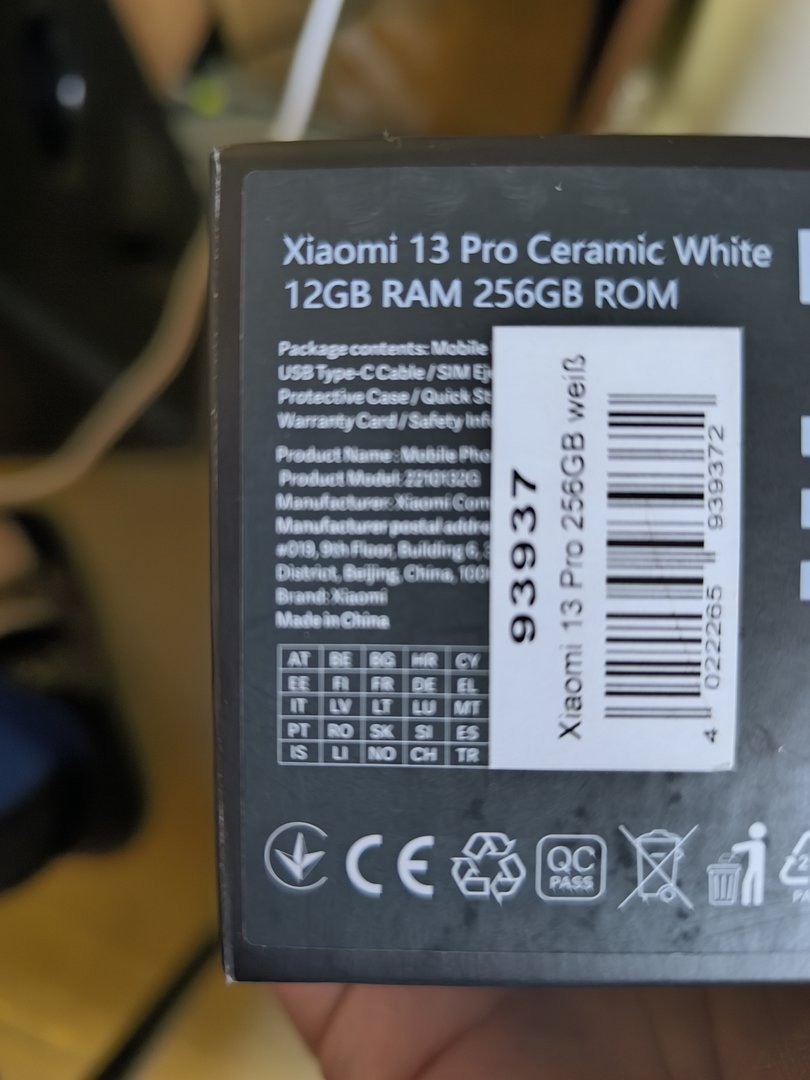 Xiaomi 13 Pro Ceramic White
12GB RAM 256GB ROM
Package contents: Mobile
USB Type-C Cable / SIM
Protective Case / Quick
Warranty Card / Safety
Product Name: Mobile
Product Model: 2210132G
Manufacturer: Xiaomi
Manufacturer postal
#019, 9th Floor, Building 6,
District, Beijing, China,
Brand: Xiaomi
Made in China
AT BE BG HR CY
EE FI FR DE EL
IT LV LT LU MT
PT RO SK SI ES
IS LI NO CH TR
93937
Xiaomi 13 Pro 256GB weiß
4 022265 939372
CE
QC
PASS